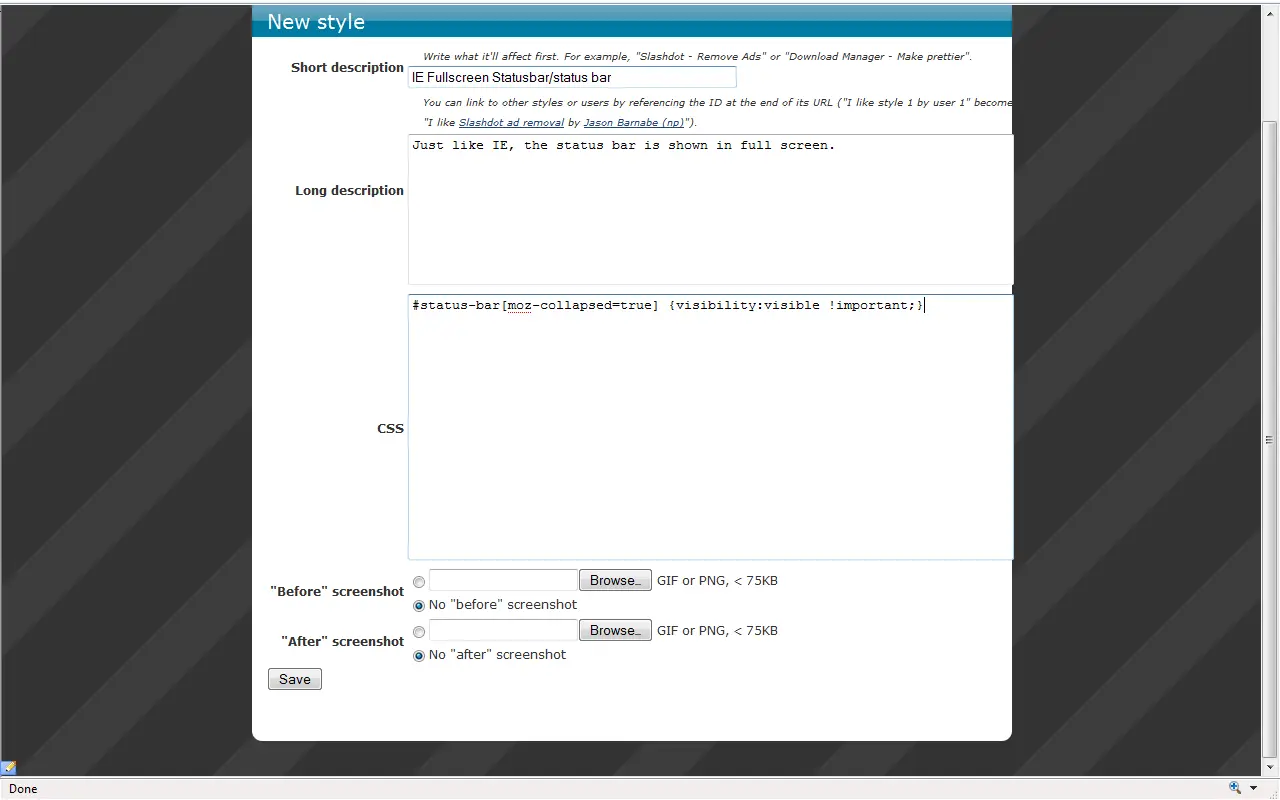 New style
Write what it'll affect first. For example, "Slashdot - Remove Ads" or "Download Manager - Make prettier".
Short description
IE Fullscreen Statusbar/status bar
You can link to other styles or users by referencing the ID at the end of its URL ("I like style 1 by user 1" become
"I like Slashdot ad removal by Jason Barnabe (np)").
Just like IE, the status bar is shown in full screen.
Long description
#status-bar[moz-collapsed=true] {visibility:visible !important;}
CSS
"Before" screenshot
Browse... GIF or PNG, < 75KB
No "before" screenshot
"After" screenshot
Browse... GIF or PNG, < 75KB
No "after" screenshot
Save
Done